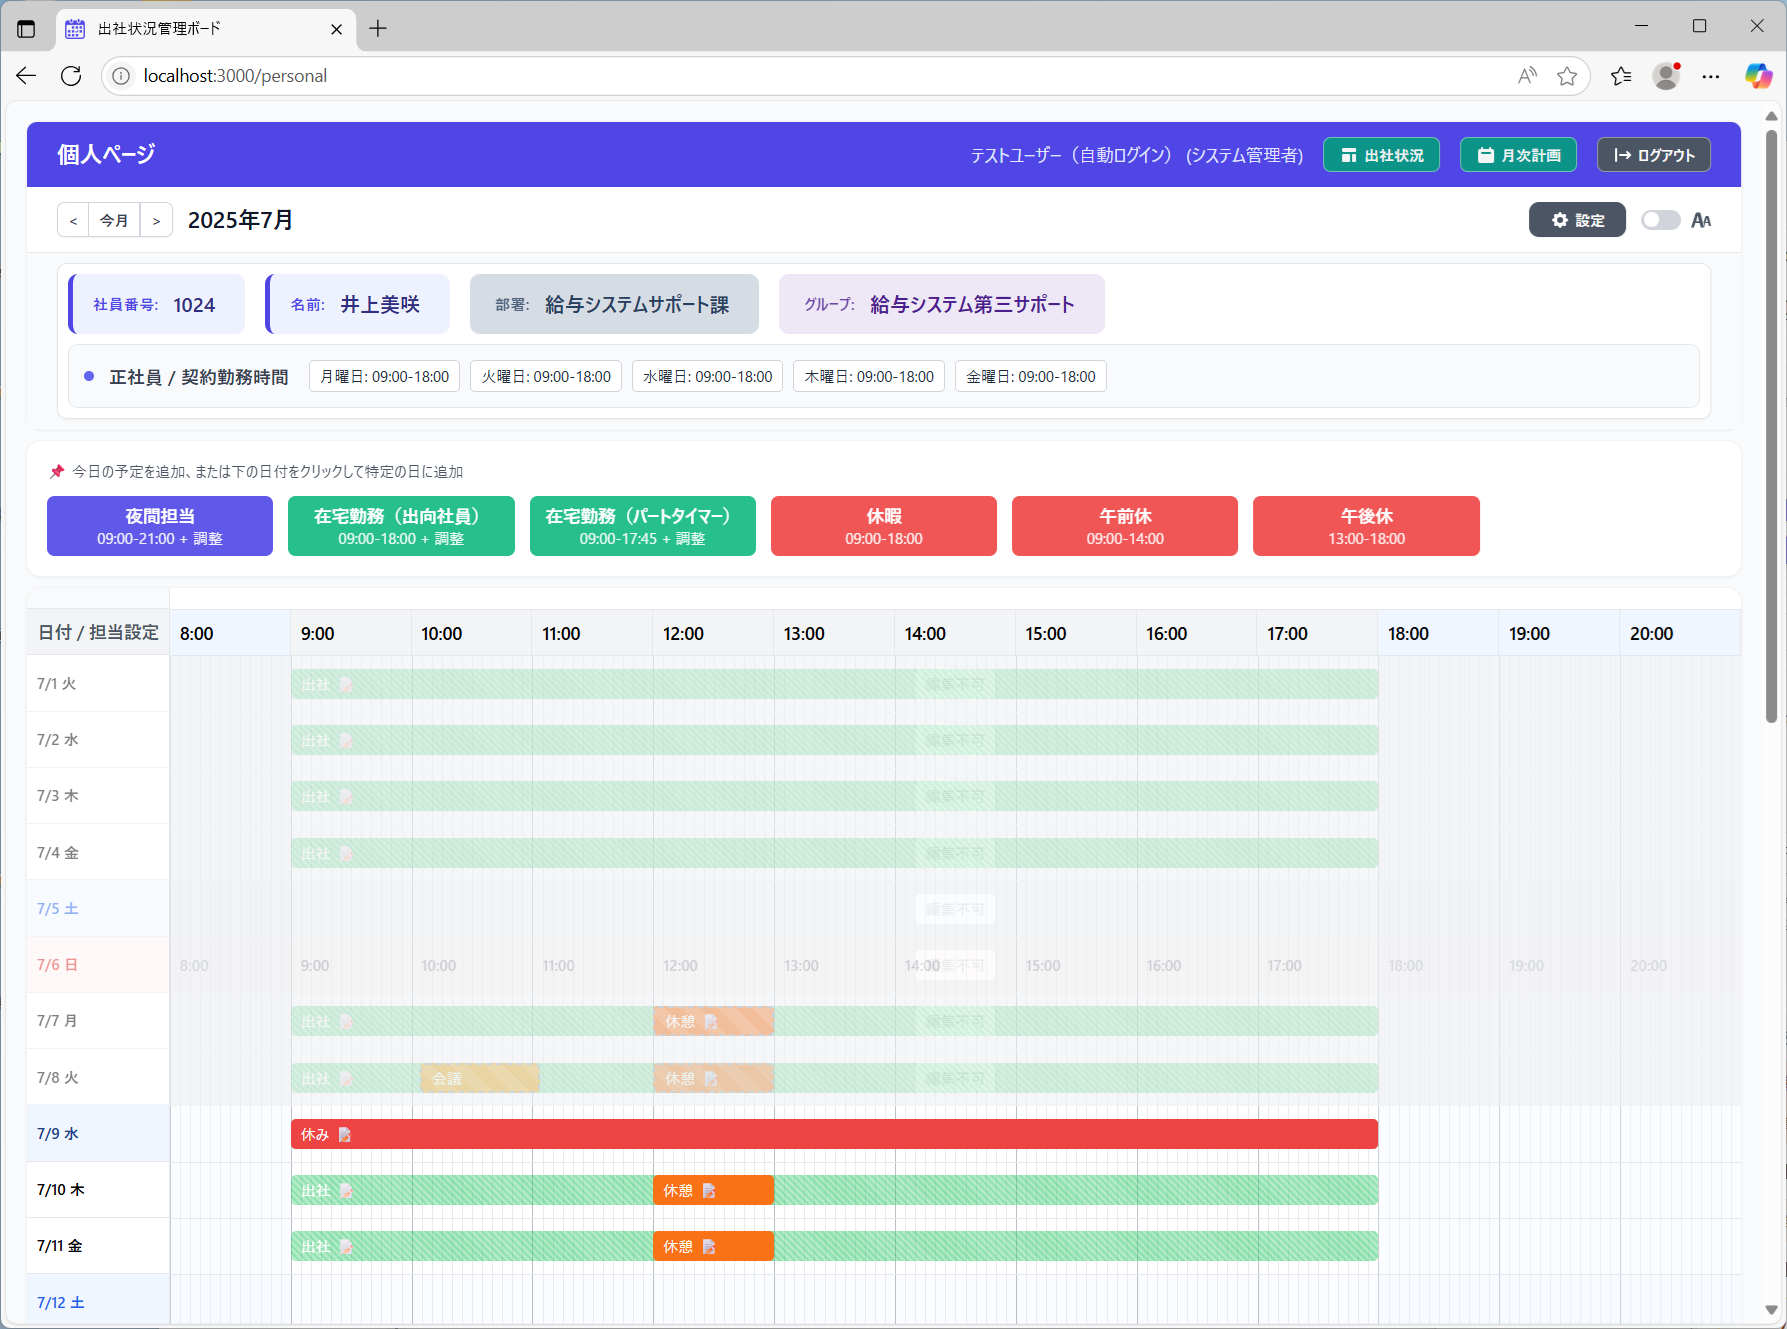 出社状況管理ボード
localhost:3000/personal
個人ページ
テストユーザー（自動ログイン） (システム管理者)
出社状況
月次計画
ログアウト
< 今月 >
2025年7月
設定
AA
社員番号: 1024
名前: 井上美咲
部署: 給与システムサポート課
グループ: 給与システム第三サポート
正社員 / 契約勤務時間
月曜日: 09:00-18:00
火曜日: 09:00-18:00
水曜日: 09:00-18:00
木曜日: 09:00-18:00
金曜日: 09:00-18:00
今日の予定を追加、または下の日付をクリックして特定の日に追加
夜間担当
09:00-21:00 + 調整
在宅勤務（出向社員）
09:00-18:00 + 調整
在宅勤務（パートタイマー）
09:00-17:45 + 調整
休暇
09:00-18:00
午前休
09:00-14:00
午後休
13:00-18:00
日付 / 担当設定 8:00 9:00 10:00 11:00 12:00 13:00 14:00 15:00 16:00 17:00 18:00 19:00 20:00
7/1 火 出社 編集不可
7/2 水 出社 編集不可
7/3 木 出社 編集不可
7/4 金 出社 編集不可
7/5 土 編集不可
7/6 日 8:00 9:00 10:00 11:00 12:00 13:00 14:00 編集不可 15:00 16:00 17:00 18:00 19:00 20:00
7/7 月 出社 休憩 編集不可
7/8 火 出社 会議 休憩 編集不可
7/9 水 休み
7/10 木 出社 休憩
7/11 金 出社 休憩
7/12 土